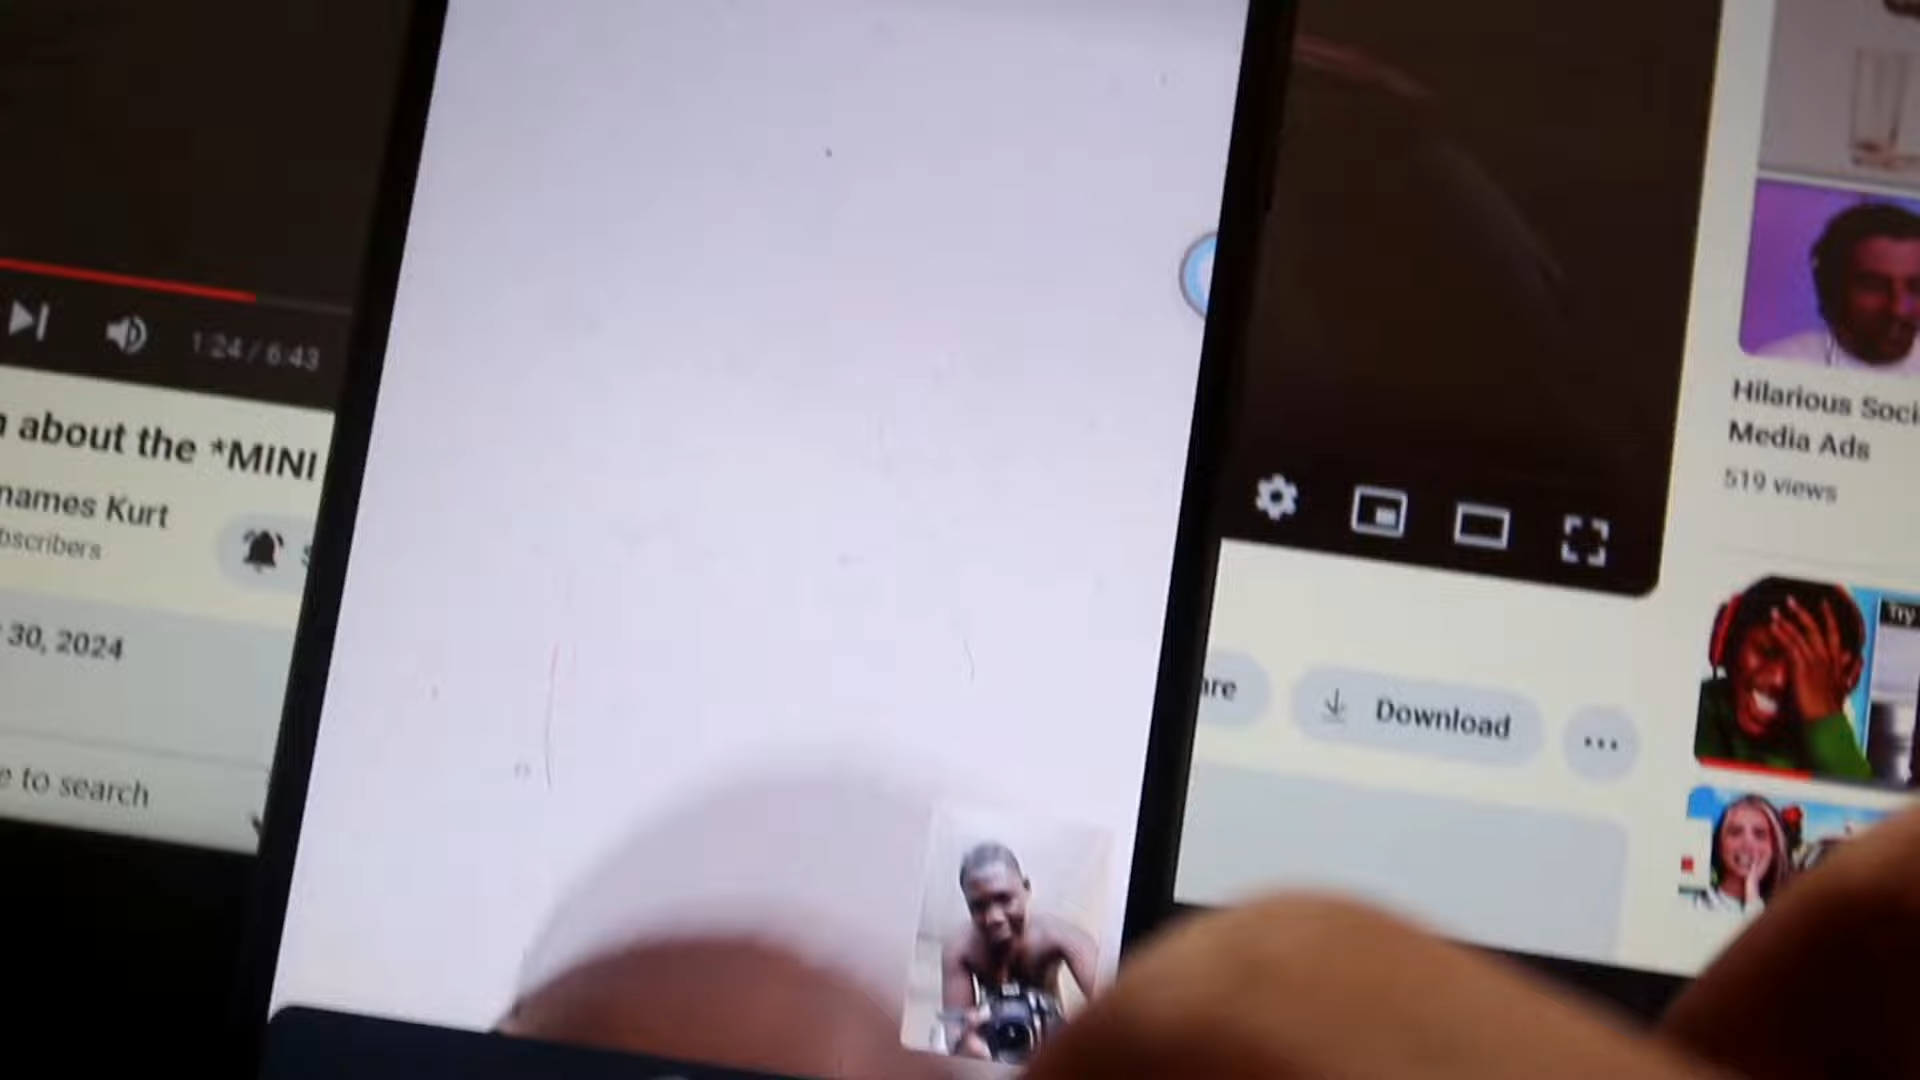 1:24 / 6:43
about the *MINI
names Kurt
bscribers
30, 2024
e to search
are
Download
Hilarious Soci
Media Ads
519 views
Try